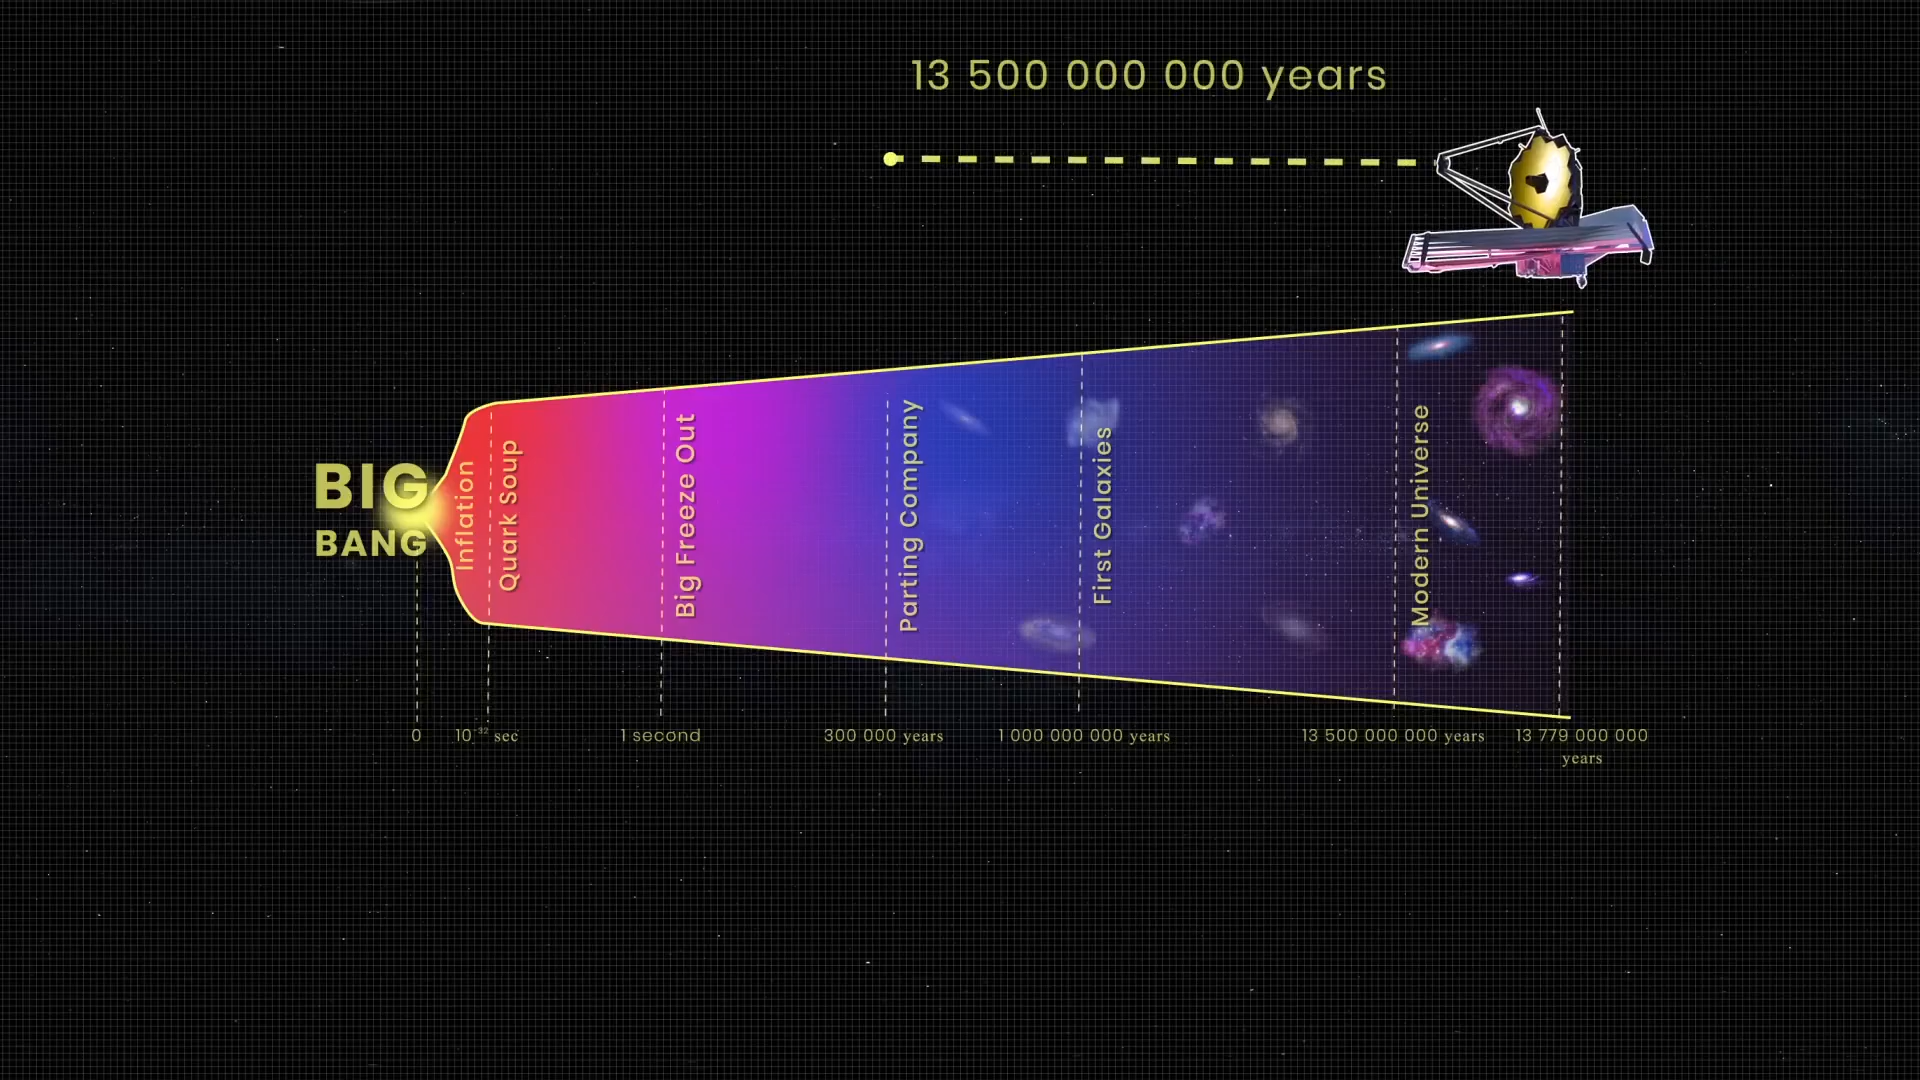 13 500 000 000 years
BIG
BANG
Inflation
Quark Soup
Big Freeze Out
Parting Company
First Galaxies
Modern Universe
0
10⁻³² sec
1 second
300 000 years
1 000 000 000 years
13 500 000 000 years
13 779 000 000
years